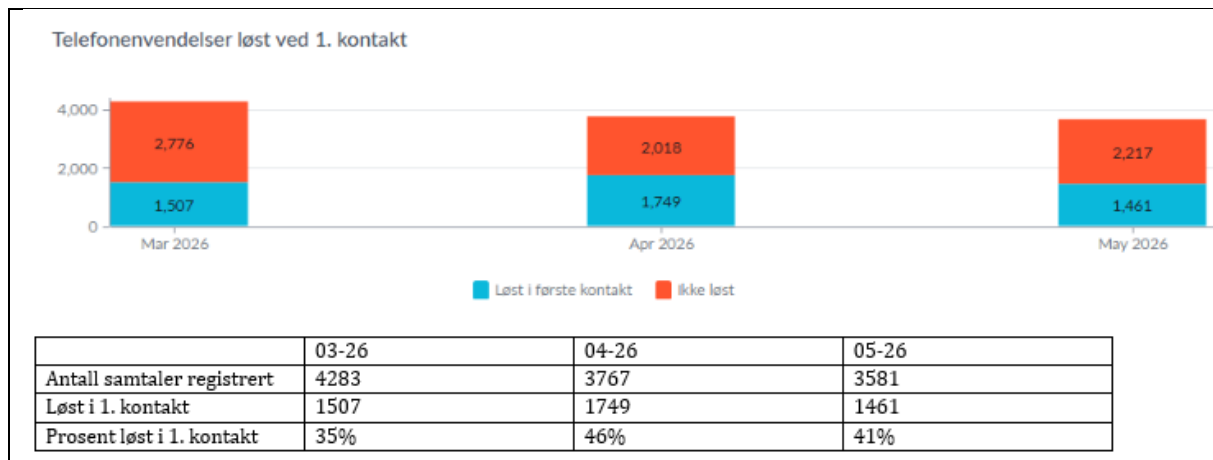 Telefonenvendelser løst ved 1. kontakt
4,000
2,776
2,018
2,217
2,000
1,507
1,749
1,461
0
Mar 2026 Apr 2026 May 2026
Løst i første kontakt Ikke løst
03-26 04-26 05-26
Antall samtaler registrert 4283 3767 3581
Løst i 1. kontakt 1507 1749 1461
Prosent løst i 1. kontakt 35% 46% 41%